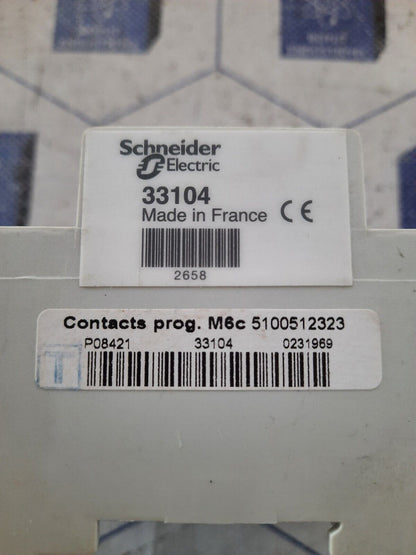 Schneider
Electric
33104
Made in France CE
2658
Contacts prog. M6c 5100512323
P08421 33104 0231969
T